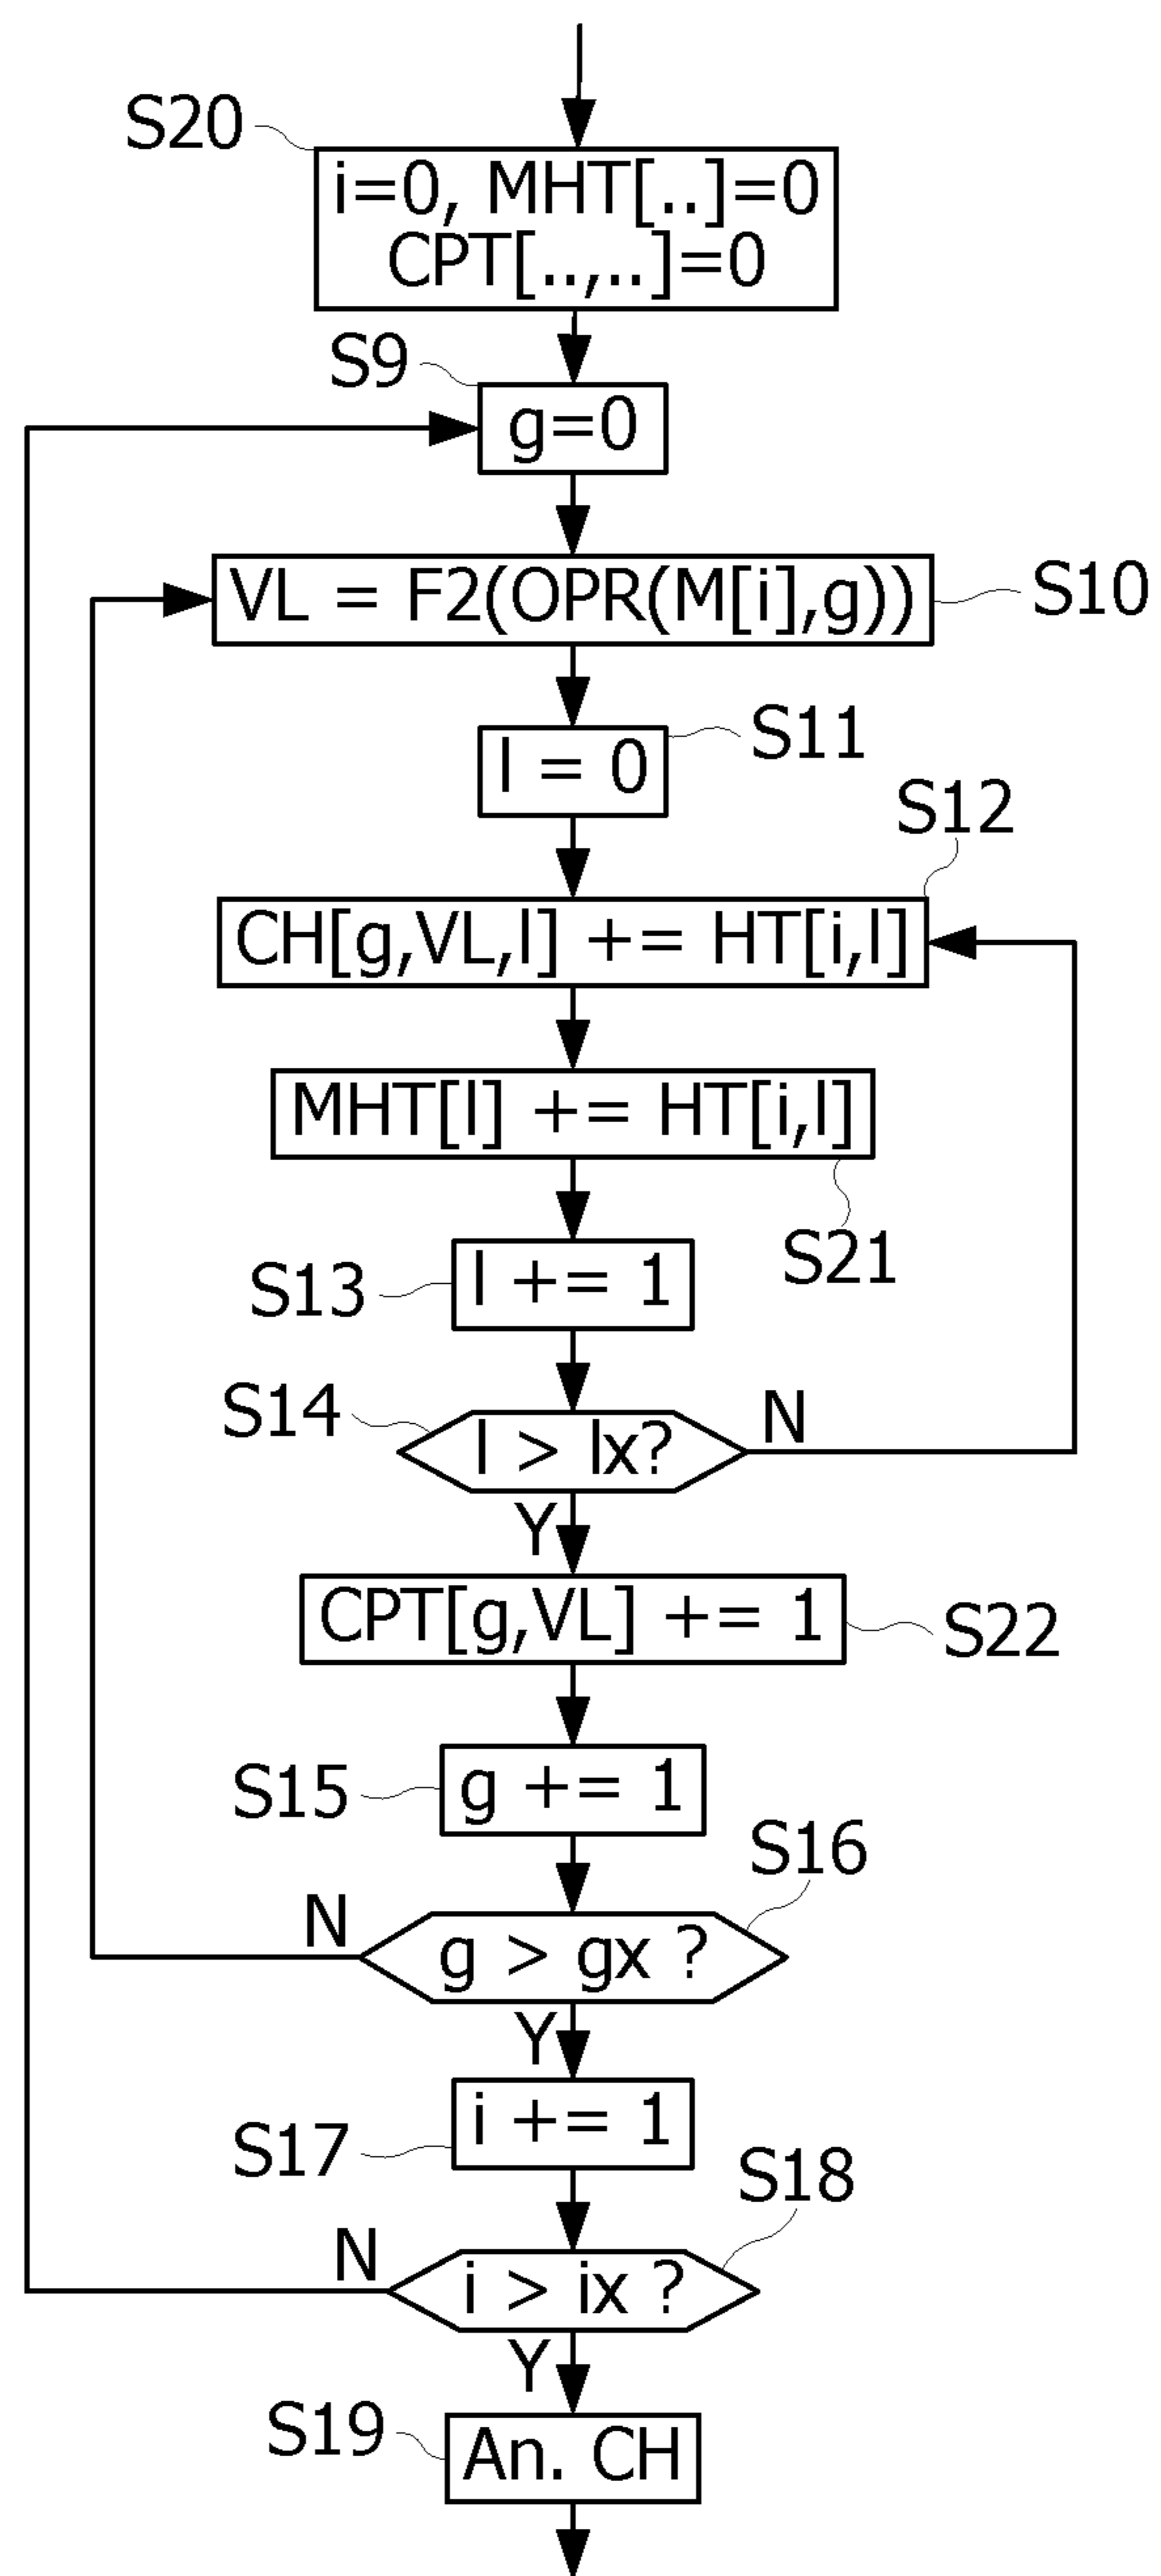 S20
i=0, MHT[..]=0
CPT[..,..]=0
S9
g=0
VL = F2(OPR(M[i],g))
S10
l = 0
S11
S12
CH[g,VL,l] += HT[i,l]
MHT[l] += HT[i,l]
S21
S13
l += 1
S14
l > lx?
N
Y
CPT[g,VL] += 1
S22
S15
g += 1
S16
N
g > gx ?
Y
i += 1
S17
S18
N
i > ix ?
Y
S19
An. CH